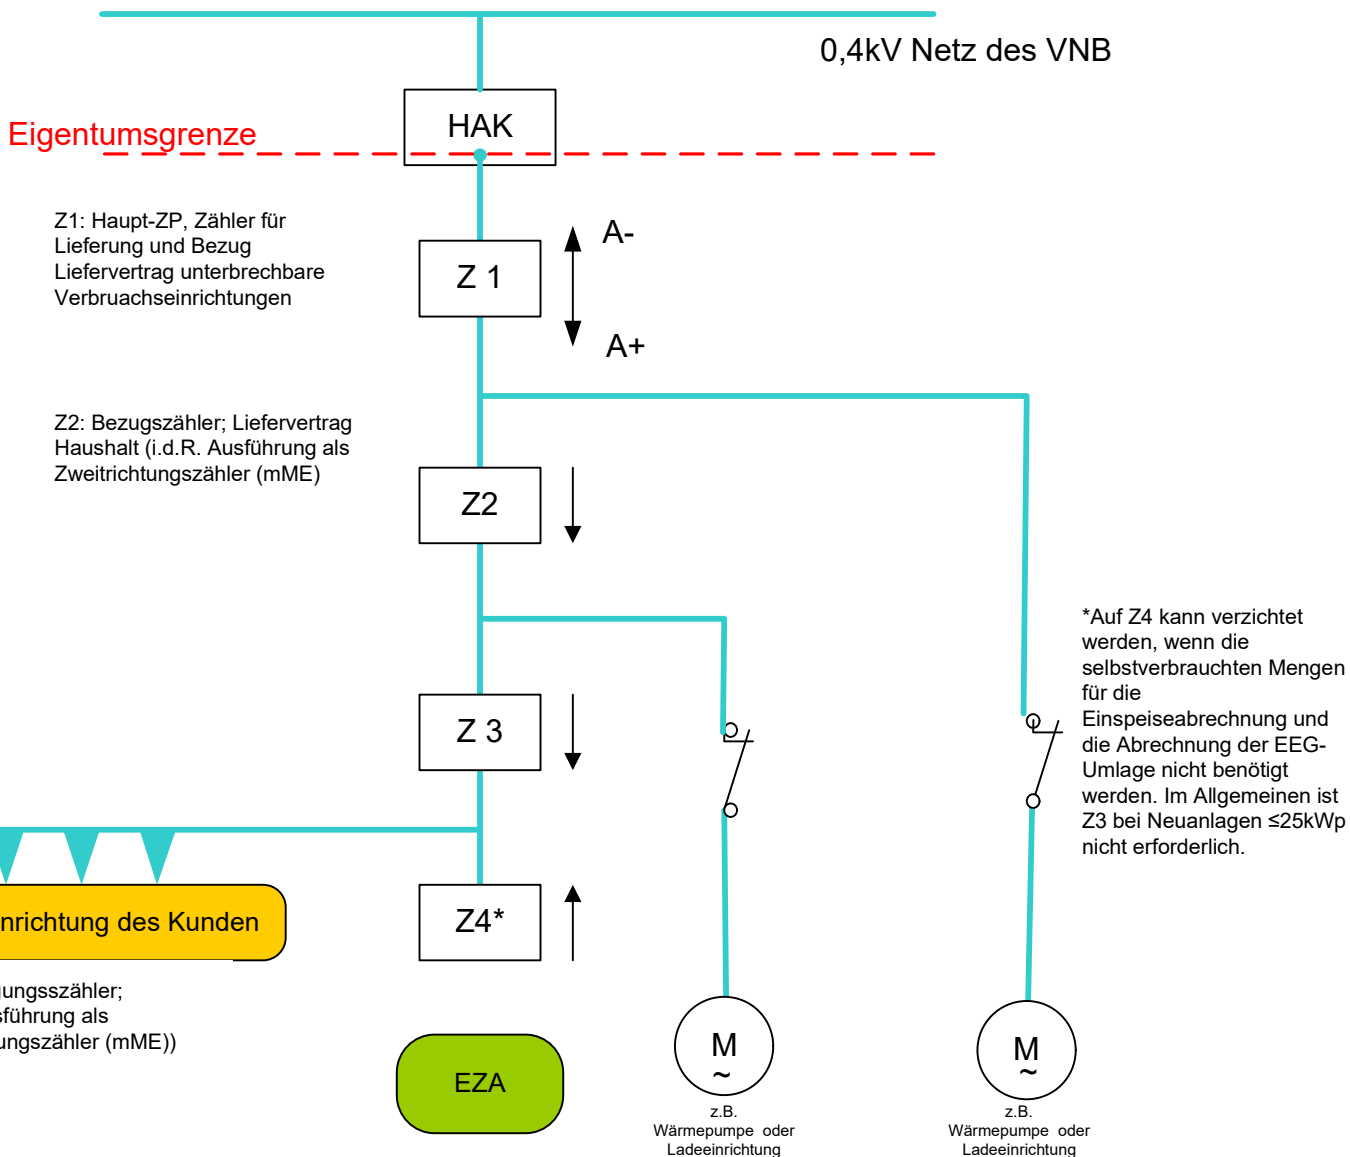 0,4kV Netz des VNB
HAK
Eigentumsgrenze
Z1: Haupt-ZP, Zähler für
Lieferung und Bezug
Liefervertrag unterbrechbare
Verbruachseinrichtungen
Z 1
A-
A+
Z2: Bezugszähler; Liefervertrag
Haushalt (i.d.R. Ausführung als
Zweitrichtungszähler (mME)
Z2
*Auf Z4 kann verzichtet
werden, wenn die
selbstverbrauchten Mengen
für die
Einspeiseabrechnung und
die Abrechnung der EEG-
Umlage nicht benötigt
werden. Im Allgemeinen ist
Z3 bei Neuanlagen ≤25kWp
nicht erforderlich.
Z 3
nrichtung des Kunden
Z4*
gungsszähler;
sführung als
ungszähler (mME))
EZA
M
~
z.B.
Wärmepumpe oder
Ladeeinrichtung
M
~
z.B.
Wärmepumpe oder
Ladeeinrichtung